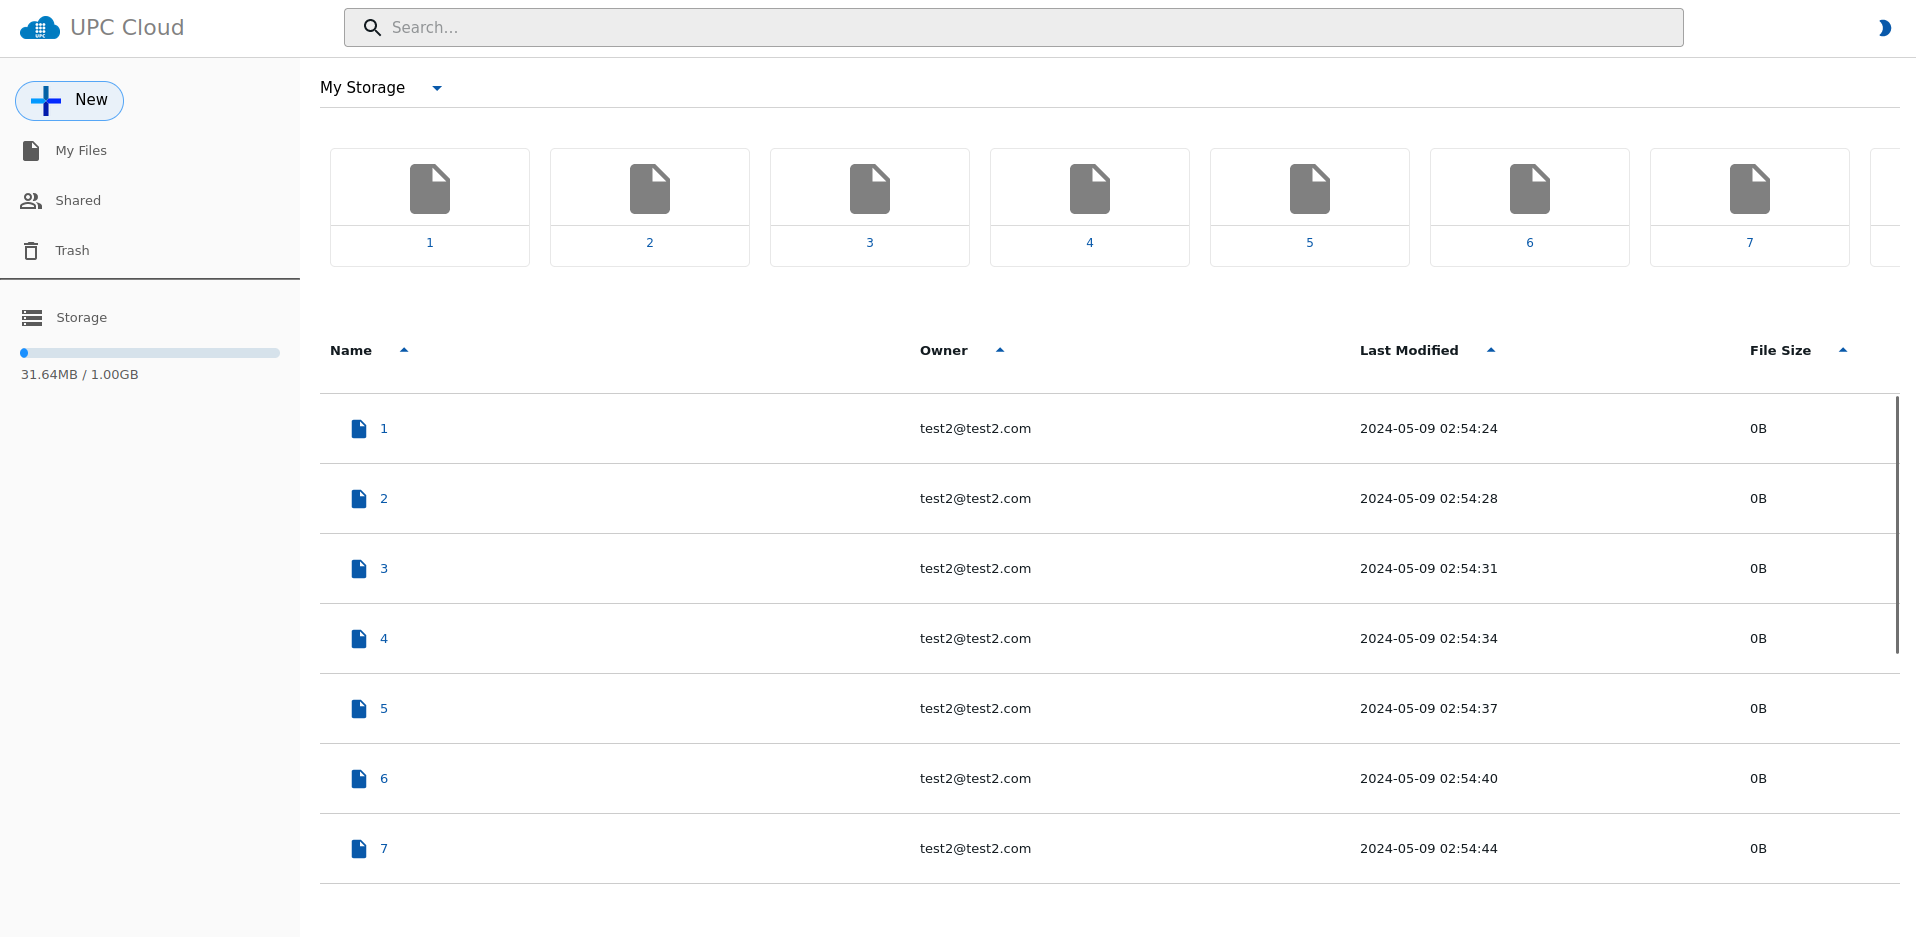 UPC
UPC Cloud
Search...
New
My Files
Shared
Trash
Storage
31.64MB / 1.00GB
My Storage
1 2 3 4 5 6 7
Name Owner Last Modified File Size
1 test2@test2.com 2024-05-09 02:54:24 0B
2 test2@test2.com 2024-05-09 02:54:28 0B
3 test2@test2.com 2024-05-09 02:54:31 0B
4 test2@test2.com 2024-05-09 02:54:34 0B
5 test2@test2.com 2024-05-09 02:54:37 0B
6 test2@test2.com 2024-05-09 02:54:40 0B
7 test2@test2.com 2024-05-09 02:54:44 0B